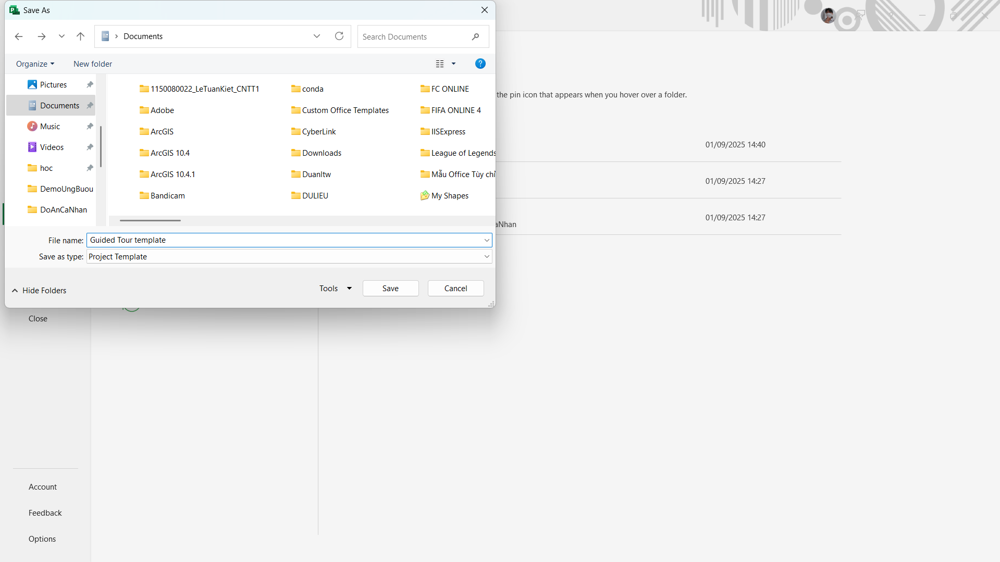 Save As
Documents
Search Documents
Organize
New folder
Pictures
Documents
Music
Videos
hoc
DemoUngBuou
DoAnCaNhan
1150080022_LeTuanKiet_CNTT1
Adobe
ArcGIS
ArcGIS 10.4
ArcGIS 10.4.1
Bandicam
conda
Custom Office Templates
CyberLink
Downloads
Duanltw
DULIEU
FC ONLINE
FIFA ONLINE 4
IISExpress
League of Legends
Mẫu Office Tùy chỉ
My Shapes
File name: Guided Tour template
Save as type: Project Template
Hide Folders
Tools
Save
Cancel
the pin icon that appears when you hover over a folder.
01/09/2025 14:40
01/09/2025 14:27
01/09/2025 14:27
aNhan
Close
Account
Feedback
Options